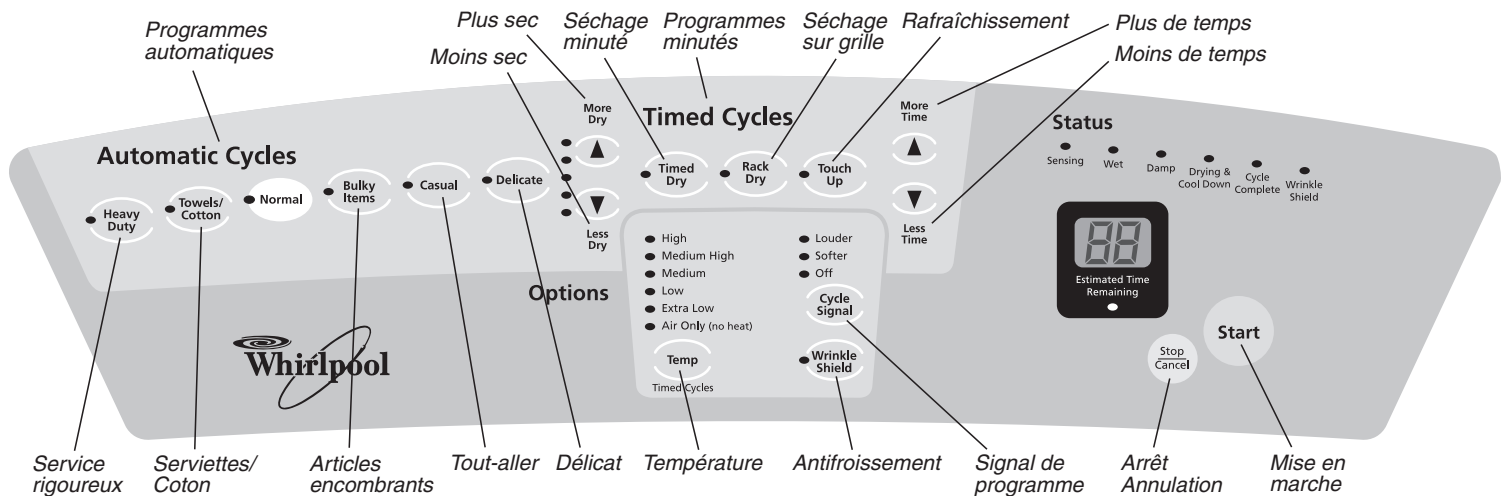 Programmes
automatiques
Plus sec
Moins sec
Séchage
minuté
Programmes
minutés
Séchage
sur grille
Rafraîchissement
Plus de temps
Moins de temps
Automatic Cycles
Heavy
Duty
Towels/
Cotton
Normal
Bulky
Items
Casual
Delicate
More
Dry
Less
Dry
Timed Cycles
Timed
Dry
Rack
Dry
Touch
Up
More
Time
Less
Time
Status
Sensing
Wet
Damp
Drying &
Cool Down
Cycle
Complete
Wrinkle
Shield
Options
High
Medium High
Medium
Low
Extra Low
Air Only (no heat)
Temp
Timed Cycles
Louder
Softer
Off
Cycle
Signal
Wrinkle
Shield
88
Estimated Time
Remaining
Stop
Cancel
Start
Whirlpool
Service
rigoureux
Serviettes/
Coton
Articles
encombrants
Tout-aller
Délicat
Température
Antifroissement
Signal de
programme
Arrêt
Annulation
Mise en
marche